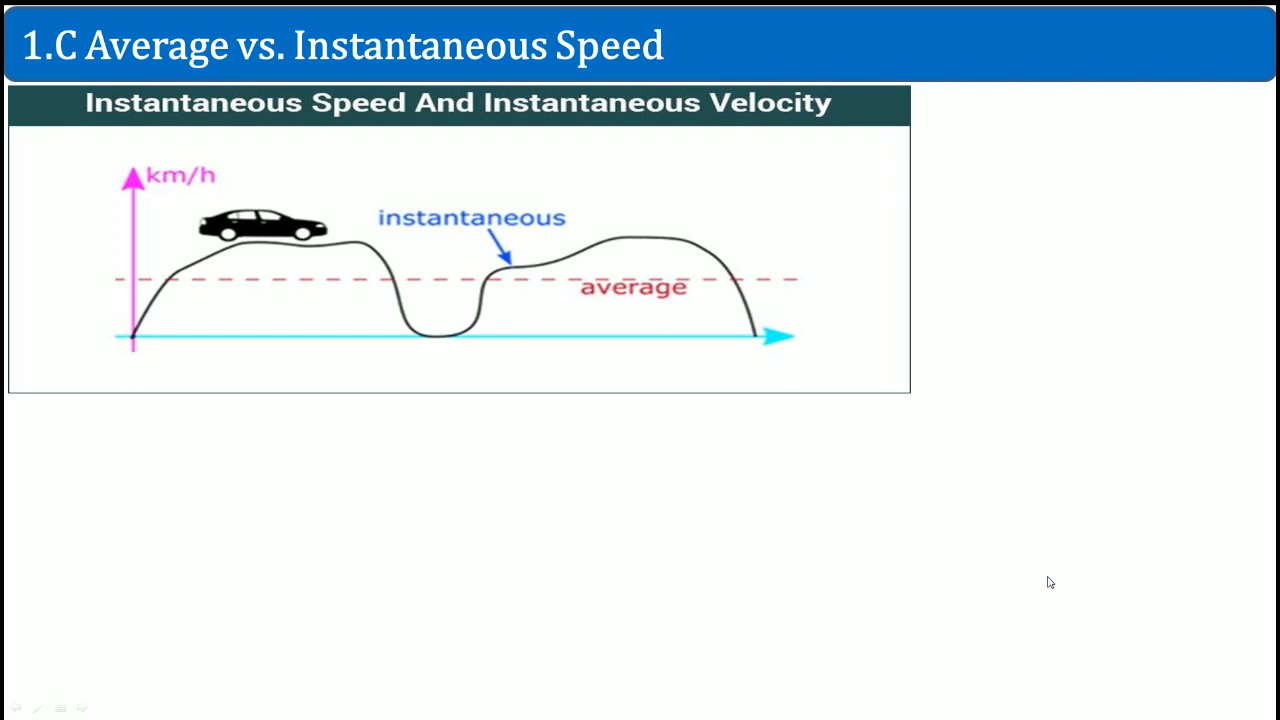 1.C Average vs. Instantaneous Speed
Instantaneous Speed And Instantaneous Velocity
km/h
instantaneous
average